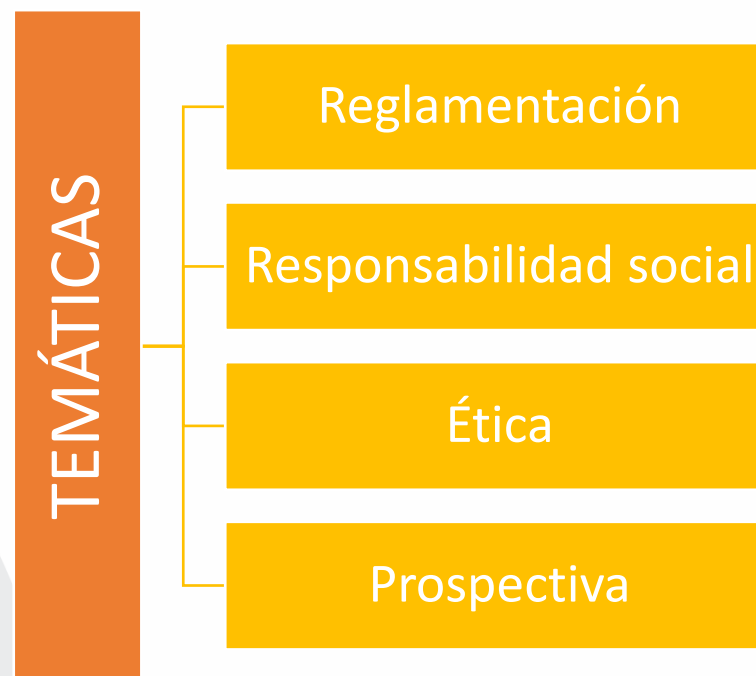 TEMÁTICAS
Reglamentación
Responsabilidad social
Ética
Prospectiva